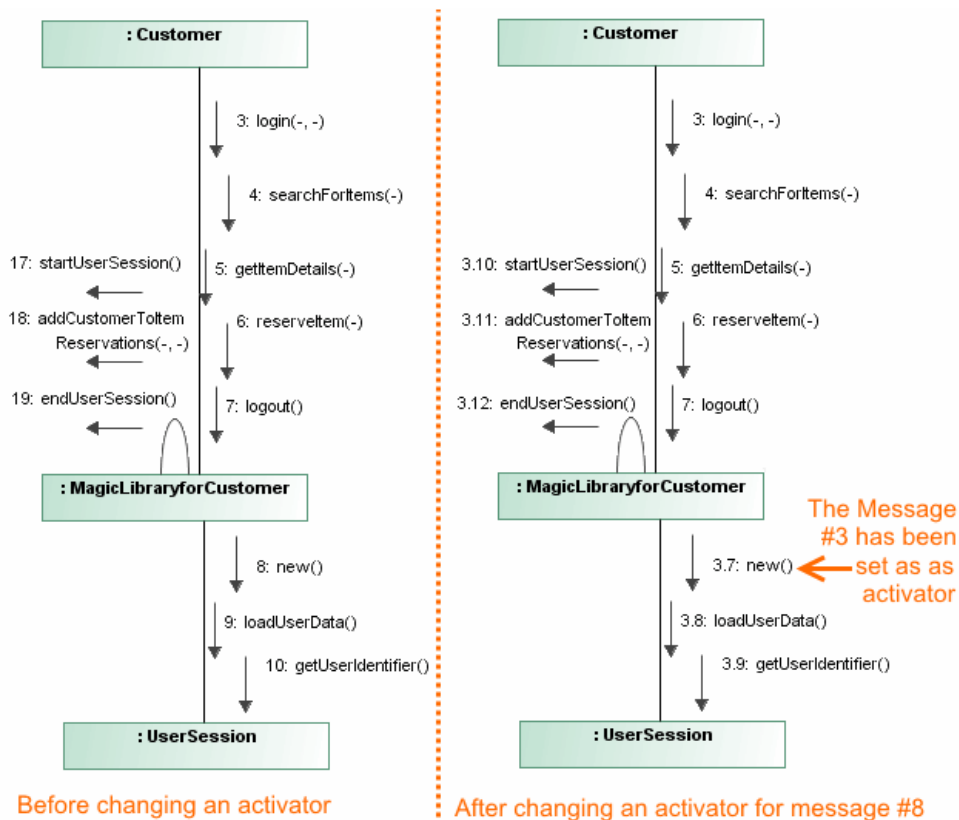 : Customer
3: login(-, -)
4: searchForItems(-)
17: startUserSession()
5: getItemDetails(-)
18: addCustomerToItem
Reservations(-, -)
6: reserveItem(-)
19: endUserSession()
7: logout()
: MagicLibraryforCustomer
8: new()
9: loadUserData()
10: getUserIdentifier()
: UserSession
Before changing an activator
: Customer
3: login(-, -)
4: searchForItems(-)
3.10: startUserSession()
5: getItemDetails(-)
3.11: addCustomerToItem
Reservations(-, -)
6: reserveItem(-)
3.12: endUserSession()
7: logout()
: MagicLibraryforCustomer
The Message
#3 has been
set as as
activator
3.7: new()
3.8: loadUserData()
3.9: getUserIdentifier()
: UserSession
After changing an activator for message #8